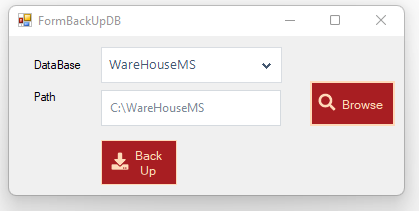 FormBackUpDB
DataBase
WareHouseMS
Path
C:\WareHouseMS
Browse
Back
Up